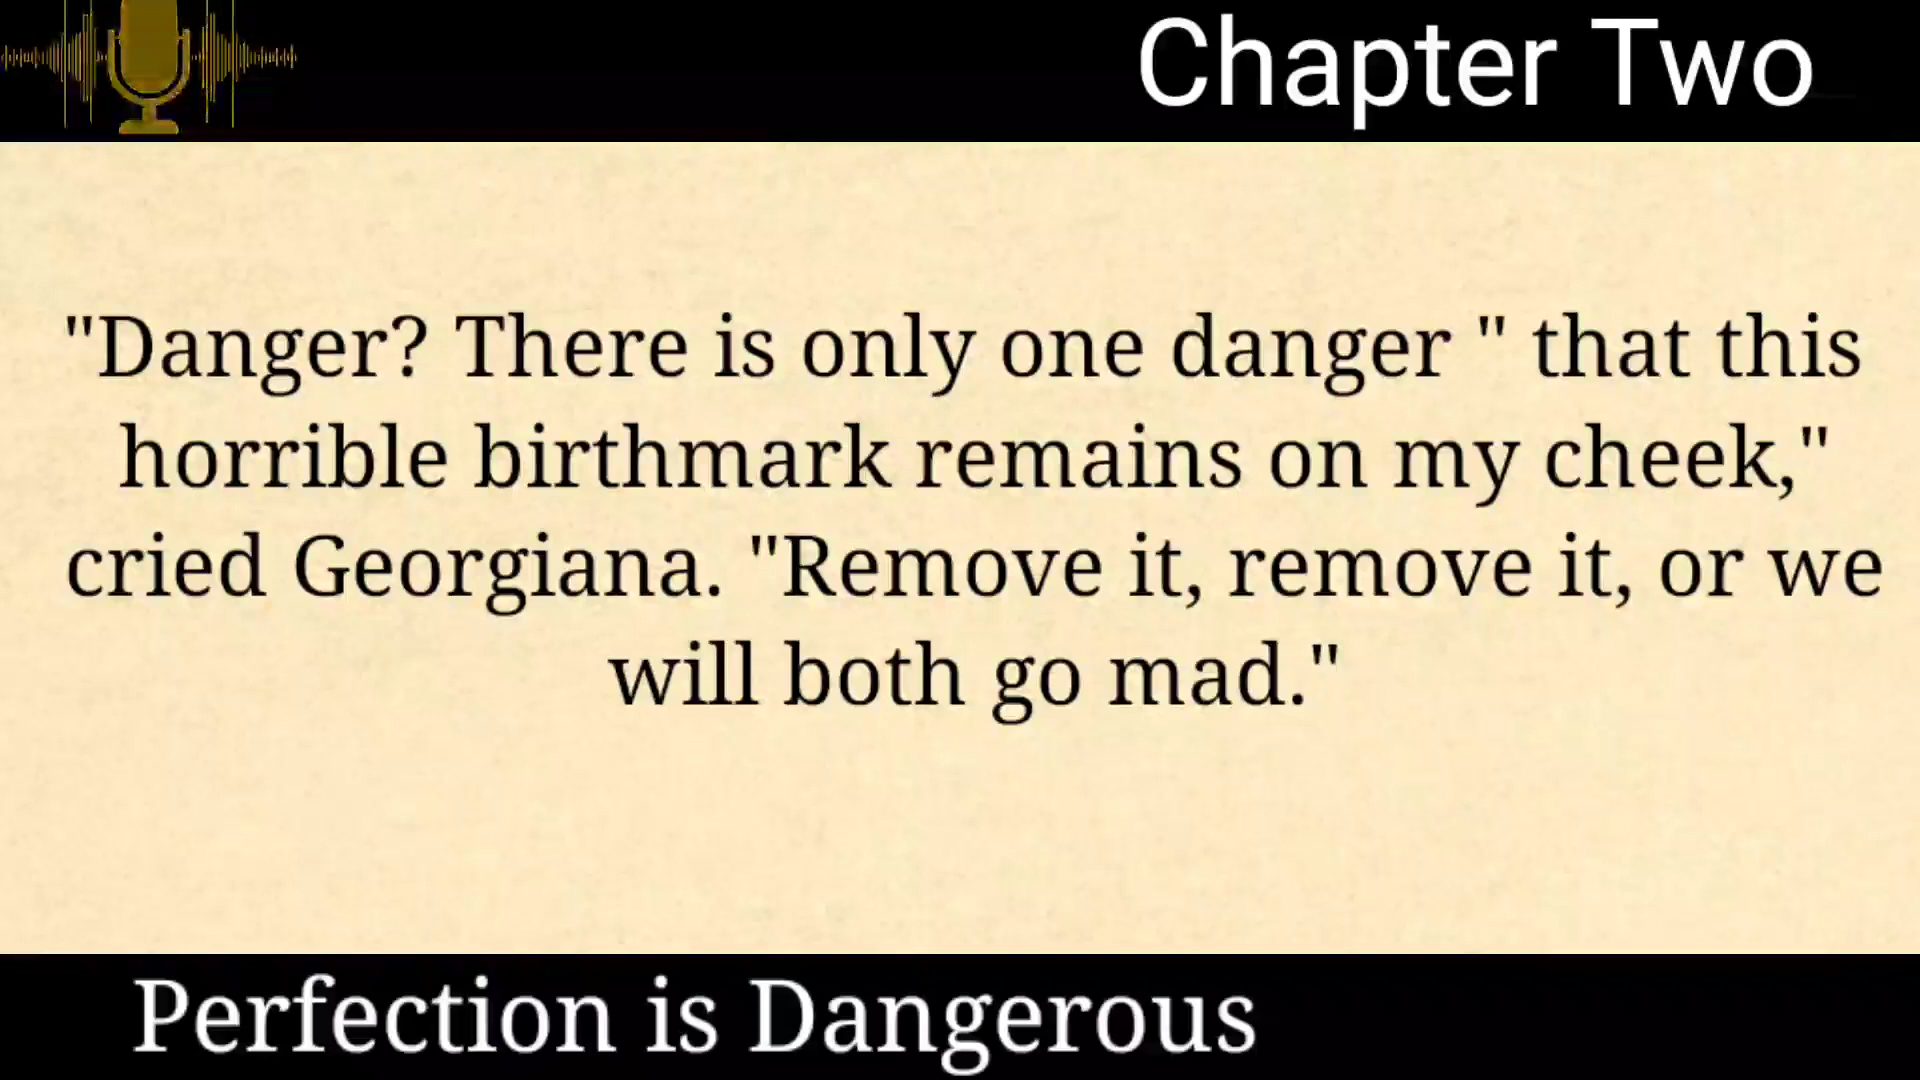 Chapter Two
"Danger? There is only one danger " that this
horrible birthmark remains on my cheek,"
cried Georgiana. "Remove it, remove it, or we
will both go mad."
Perfection is Dangerous